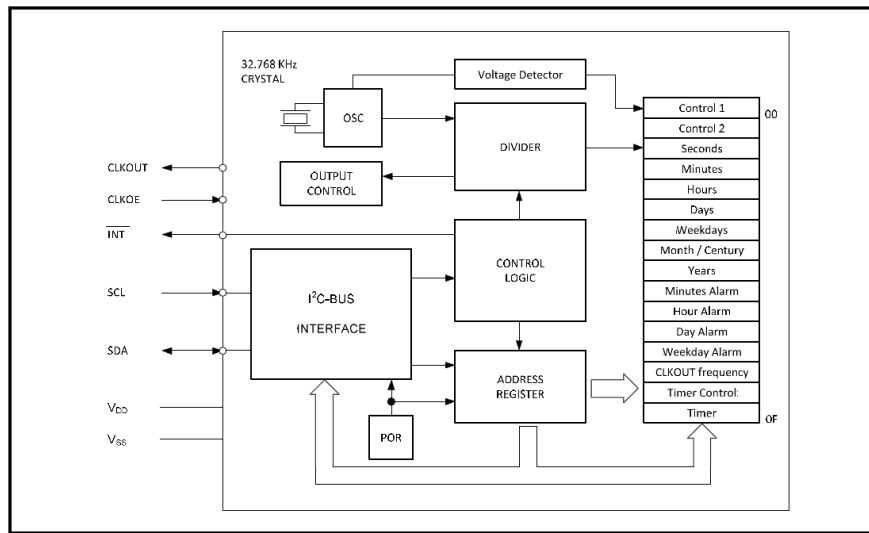 32.768 KHz
CRYSTAL
OSC
Voltage Detector
DIVIDER
OUTPUT
CONTROL
CONTROL
LOGIC
I²C-BUS
INTERFACE
ADDRESS
REGISTER
POR
CLKOUT
CLKOE
INT
SCL
SDA
VDD
VSS
Control 1
00
Control 2
Seconds
Minutes
Hours
Days
Weekdays
Month / Century
Years
Minutes Alarm
Hour Alarm
Day Alarm
Weekday Alarm
CLKOUT frequency
Timer Control
Timer
0F